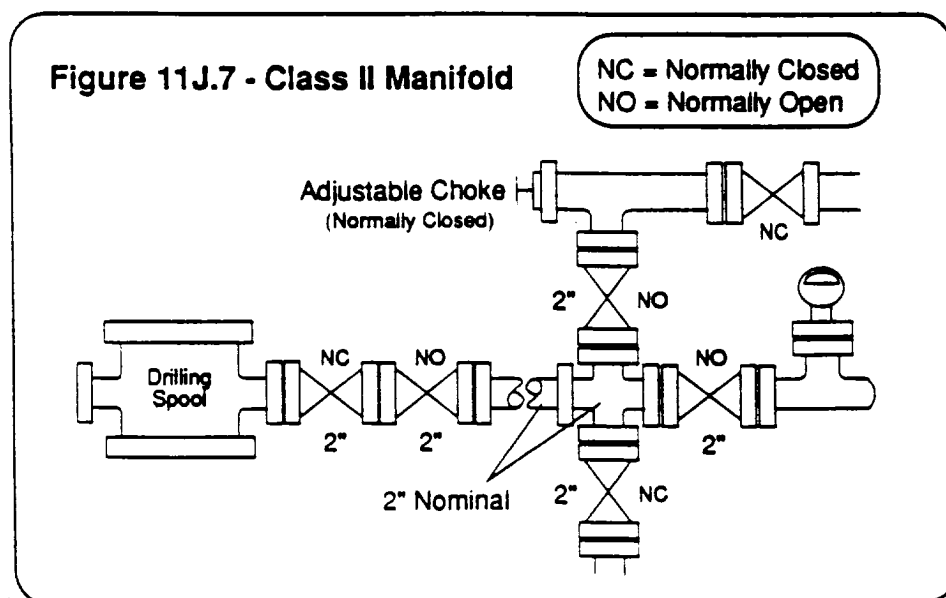 Figure 11J.7 - Class II Manifold
NC = Normally Closed
NO = Normally Open
Adjustable Choke
(Normally Closed)
NC
2" NO
NC NO NO
Drilling
Spool
2" 2" 2"
2" Nominal
2" NC